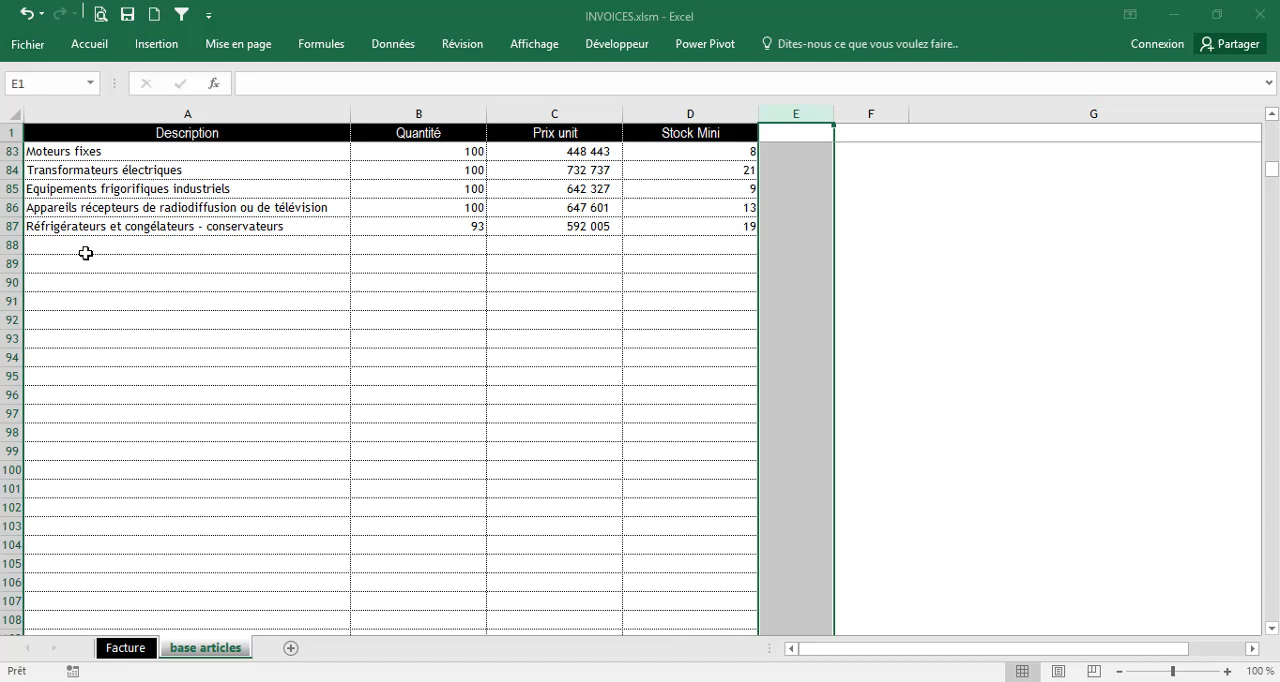 INVOICES.xlsm - Excel
Fichier Accueil Insertion Mise en page Formules Données Révision Affichage Développeur Power Pivot Dites-nous ce que vous voulez faire.. Connexion Partager
E1 fx
A B C D E F G
1 Description Quantité Prix unit Stock Mini
83 Moteurs fixes 100 448 443 8
84 Transformateurs électriques 100 732 737 21
85 Equipements frigorifiques industriels 100 642 327 9
86 Appareils récepteurs de radiodiffusion ou de télévision 100 647 601 13
87 Réfrigérateurs et congélateurs - conservateurs 93 592 005 19
88
89
90
91
92
93
94
95
96
97
98
99
100
101
102
103
104
105
106
107
108
Facture base articles
Prêt 100 %